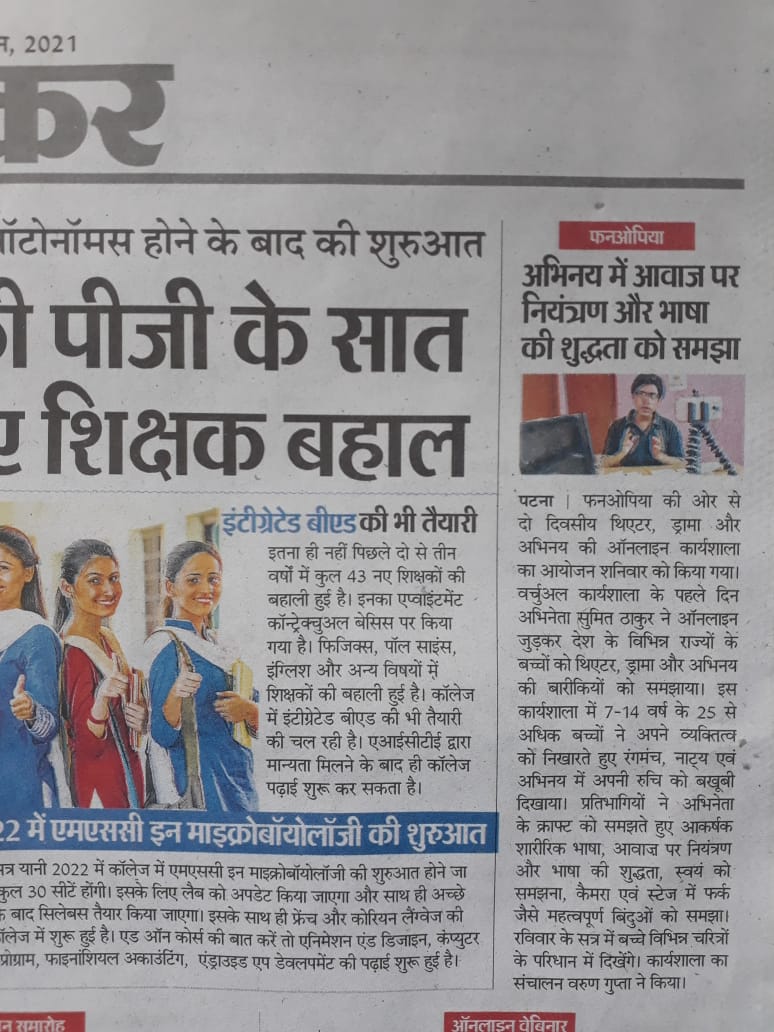 2021
कर
होने के बाद की शुरुआत
पीजी के सात
शिक्षक बहाल
इंटीग्रेटेड बीएड की भी तैयारी
इतना ही नहीं पिछले दो से तीन
वर्षों में कुल 43 नए शिक्षकों की
बहाली हुई है। इनका एप्वाइंटमेंट
कॉन्ट्रेक्चुअल बेसिस पर किया
गया है। फिजिक्स, पॉल साइंस,
इंग्लिश और अन्य विषयों में
शिक्षकों की बहाली हुई है। कॉलेज
में इंटीग्रेटेड बीएड की भी तैयारी
की चल रही है। एआईसीटीई द्वारा
मान्यता मिलने के बाद ही कॉलेज
पढ़ाई शुरू कर सकता है।
22 में एमएससी इन माइक्रोबॉयोलॉजी की शुरुआत
यानी 2022 में कॉलेज में एमएससी इन माइक्रोबॉयोलॉजी की शुरुआत होने जा
कुल 30 सीटें होंगी। इसके लिए लैब को अपडेट किया जाएगा और साथ ही अच्छे
बाद सिलेबस तैयार किया जाएगा। इसके साथ ही फ्रेंच और कोरियन लैंग्वेज की
में शुरू हुई है। एड ऑन कोर्स की बात करें तो एनिमेशन एंड डिजाइन, कंप्यूटर
फाइनांशियल अकाउंटिंग, एंड्राइड एप डेवलपमेंट की पढ़ाई शुरू हुई है।
फनओपिया
अभिनय में आवाज पर
नियंत्रण और भाषा
की शुद्धता को समझा
पटना | फनओपिया की ओर से
दो दिवसीय थिएटर, ड्रामा और
अभिनय की ऑनलाइन कार्यशाला
का आयोजन शनिवार को किया गया।
वर्चुअल कार्यशाला के पहले दिन
अभिनेता सुमित ठाकुर ने ऑनलाइन
जुड़कर देश के विभिन्न राज्यों के
बच्चों को थिएटर, ड्रामा और अभिनय
की बारीकियों को समझाया। इस
कार्यशाला में 7-14 वर्ष के 25 से
अधिक बच्चों ने अपने व्यक्तित्व
को निखारते हुए रंगमंच, नाट्य एवं
अभिनय में अपनी रुचि को बखूबी
दिखाया। प्रतिभागियों ने अभिनेता
के क्राफ्ट को समझते हुए आकर्षक
शारीरिक भाषा, आवाज पर नियंत्रण
और भाषा की शुद्धता, स्वयं को
समझना, कैमरा एवं स्टेज में फर्क
जैसे महत्वपूर्ण बिंदुओं को समझा।
रविवार के सत्र में बच्चे विभिन्न चरित्रों
के परिधान में दिखेंगे। कार्यशाला का
संचालन वरुण गुप्ता ने किया।
समारोह
ऑनलाइन वेबिनार